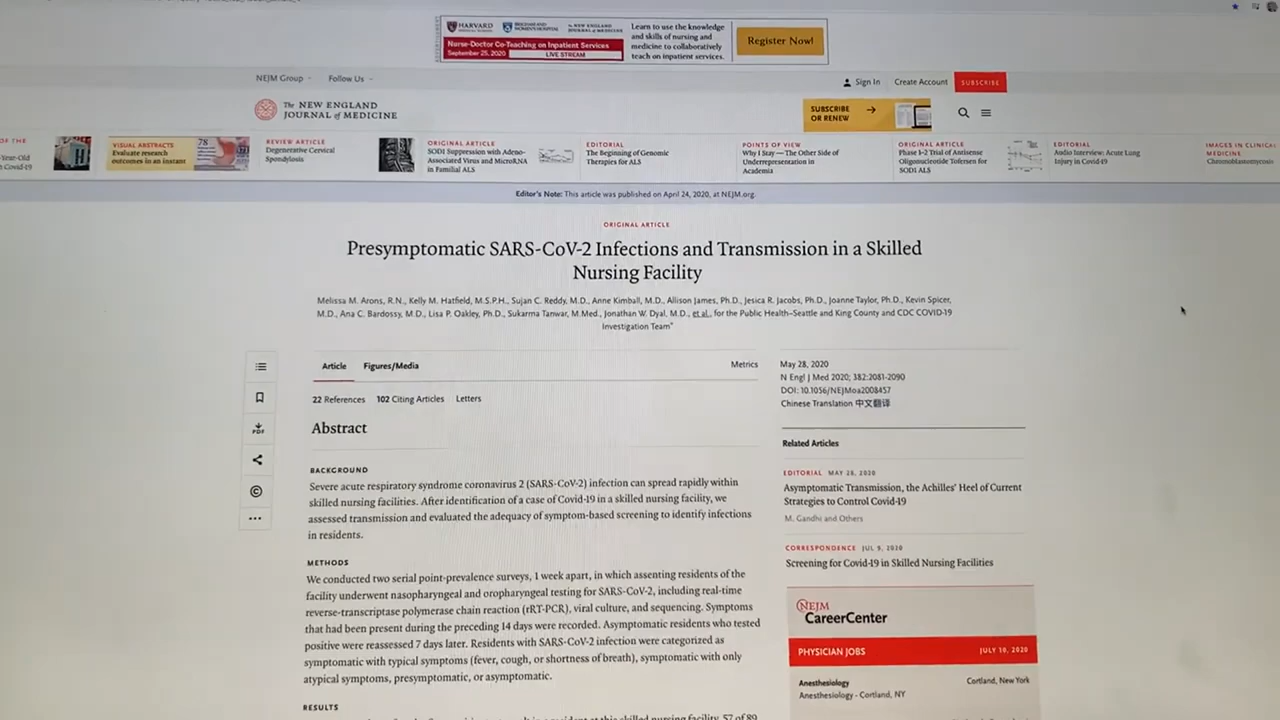 HARVARD
Learn to use the knowledge
and skills of nursing and
medicine to collaboratively
teach on inpatient services.
Nurse-Doctor Co-Teaching on Inpatient Services
September 25, 2020 LIVE STREAM
Register Now!
NEJM Group
Follow Us
Sign In
Create Account
SUBSCRIBE
The NEW ENGLAND
JOURNAL of MEDICINE
SUBSCRIBE
OR RENEW
OF THE
-Year-Old
Covid-19
VISUAL ABSTRACTS
Evaluate research
outcomes in an instant
78
REVIEW ARTICLE
Degenerative Cervical
Spondylosis
ORIGINAL ARTICLE
SOD1 Suppression with Adeno-
Associated Virus and MicroRNA
in Familial ALS
EDITORIAL
The Beginning of Genomic
Therapies for ALS
POINTS OF VIEW
Why I Stay — The Other Side of
Underrepresentation in
Academia
ORIGINAL ARTICLE
Phase 1–2 Trial of Antisense
Oligonucleotide Tofersen for
SOD1 ALS
EDITORIAL
Audio Interview: Acute Lung
Injury in Covid-19
IMAGES IN CLINICAL
MEDICINE
Chromoblastomycosis
Editor's Note: This article was published on April 24, 2020, at NEJM.org.
ORIGINAL ARTICLE
Presymptomatic SARS-CoV-2 Infections and Transmission in a Skilled
Nursing Facility
Melissa M. Arons, R.N., Kelly M. Hatfield, M.S.P.H., Sujan C. Reddy, M.D., Anne Kimball, M.D., Allison James, Ph.D., Jesica R. Jacobs, Ph.D., Joanne Taylor, Ph.D., Kevin Spicer,
M.D., Ana C. Bardossy, M.D., Lisa P. Oakley, Ph.D., Sukarma Tanwar, M.Med., Jonathan W. Dyal, M.D., et al., for the Public Health–Seattle and King County and CDC COVID-19
Investigation Team*
Article
Figures/Media
Metrics
22 References
102 Citing Articles
Letters
Abstract
BACKGROUND
Severe acute respiratory syndrome coronavirus 2 (SARS-CoV-2) infection can spread rapidly within
skilled nursing facilities. After identification of a case of Covid-19 in a skilled nursing facility, we
assessed transmission and evaluated the adequacy of symptom-based screening to identify infections
in residents.
METHODS
We conducted two serial point-prevalence surveys, 1 week apart, in which assenting residents of the
facility underwent nasopharyngeal and oropharyngeal testing for SARS-CoV-2, including real-time
reverse-transcriptase polymerase chain reaction (rRT-PCR), viral culture, and sequencing. Symptoms
that had been present during the preceding 14 days were recorded. Asymptomatic residents who tested
positive were reassessed 7 days later. Residents with SARS-CoV-2 infection were categorized as
symptomatic with typical symptoms (fever, cough, or shortness of breath), symptomatic with only
atypical symptoms, presymptomatic, or asymptomatic.
RESULTS
PDF
May 28, 2020
N Engl J Med 2020; 382:2081-2090
DOI: 10.1056/NEJMoa2008457
Chinese Translation 中文翻译
Related Articles
EDITORIAL MAY 28, 2020
Asymptomatic Transmission, the Achilles' Heel of Current
Strategies to Control Covid-19
M. Gandhi and Others
CORRESPONDENCE JUL 9, 2020
Screening for Covid-19 in Skilled Nursing Facilities
NEJM
CareerCenter
PHYSICIAN JOBS
JULY 10, 2020
Anesthesiology
Cortland, New York
Anesthesiology - Cortland, NY